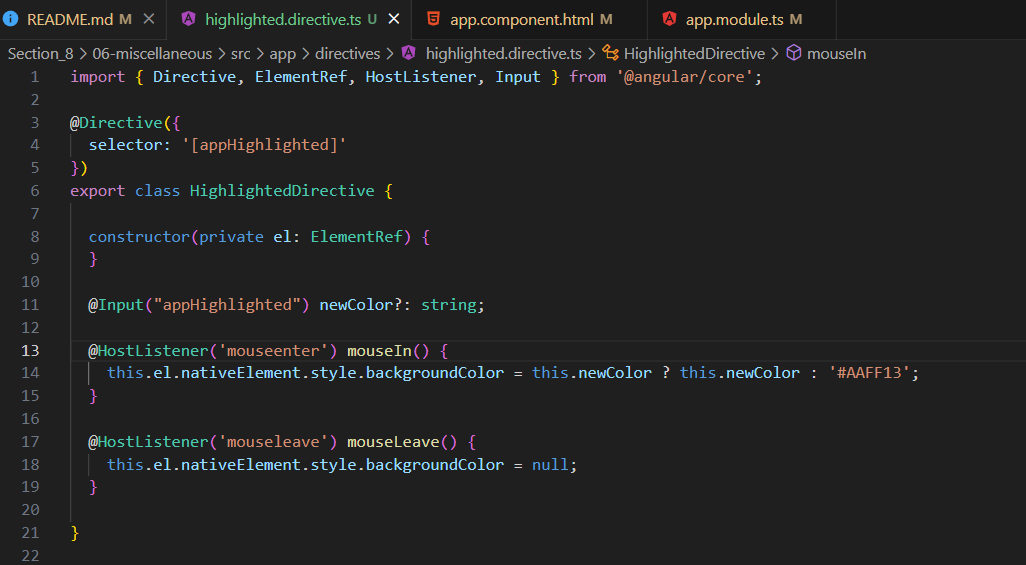 README.md M
highlighted.directive.ts U
app.component.html M
app.module.ts M
Section_8 > 06-miscellaneous > src > app > directives > highlighted.directive.ts > HighlightedDirective > mouseIn
1 import { Directive, ElementRef, HostListener, Input } from '@angular/core';
2
3 @Directive({
4   selector: '[appHighlighted]'
5 })
6 export class HighlightedDirective {
7
8   constructor(private el: ElementRef) {
9   }
10
11   @Input("appHighlighted") newColor?: string;
12
13   @HostListener('mouseenter') mouseIn() {
14     this.el.nativeElement.style.backgroundColor = this.newColor ? this.newColor : '#AAFF13';
15   }
16
17   @HostListener('mouseleave') mouseLeave() {
18     this.el.nativeElement.style.backgroundColor = null;
19   }
20
21 }
22